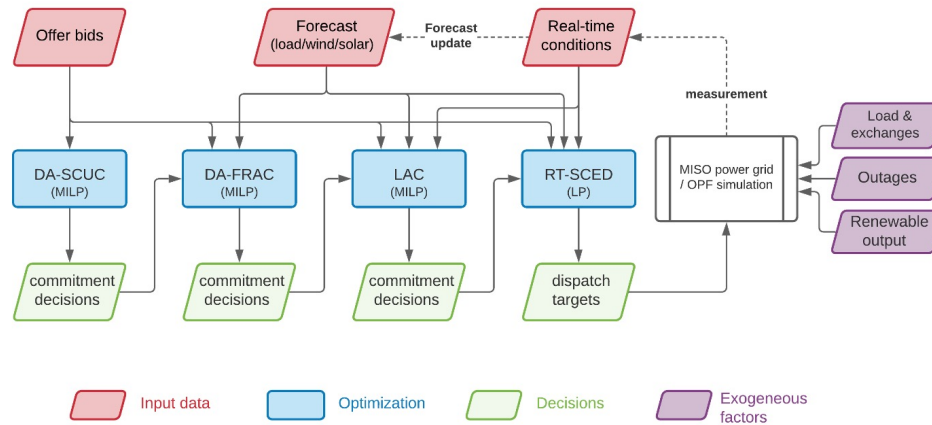 Offer bids
Forecast
(load/wind/solar)
Forecast
update
Real-time
conditions
measurement
Load &
exchanges
DA-SCUC
(MILP)
DA-FRAC
(MILP)
LAC
(MILP)
RT-SCED
(LP)
MISO power grid
/ OPF simulation
Outages
Renewable
output
commitment
decisions
commitment
decisions
commitment
decisions
dispatch
targets
Input data
Optimization
Decisions
Exogeneous
factors